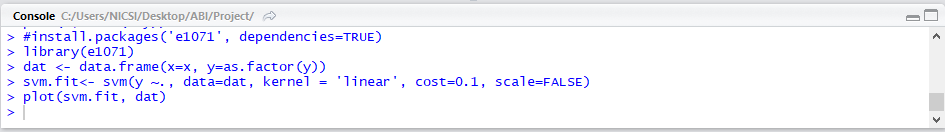 Console C:/Users/NICSI/Desktop/ABI/Project/
> #install.packages('e1071', dependencies=TRUE)
> library(e1071)
> dat <- data.frame(x=x, y=as.factor(y))
> svm.fit<- svm(y ~., data=dat, kernel = 'linear', cost=0.1, scale=FALSE)
> plot(svm.fit, dat)
>